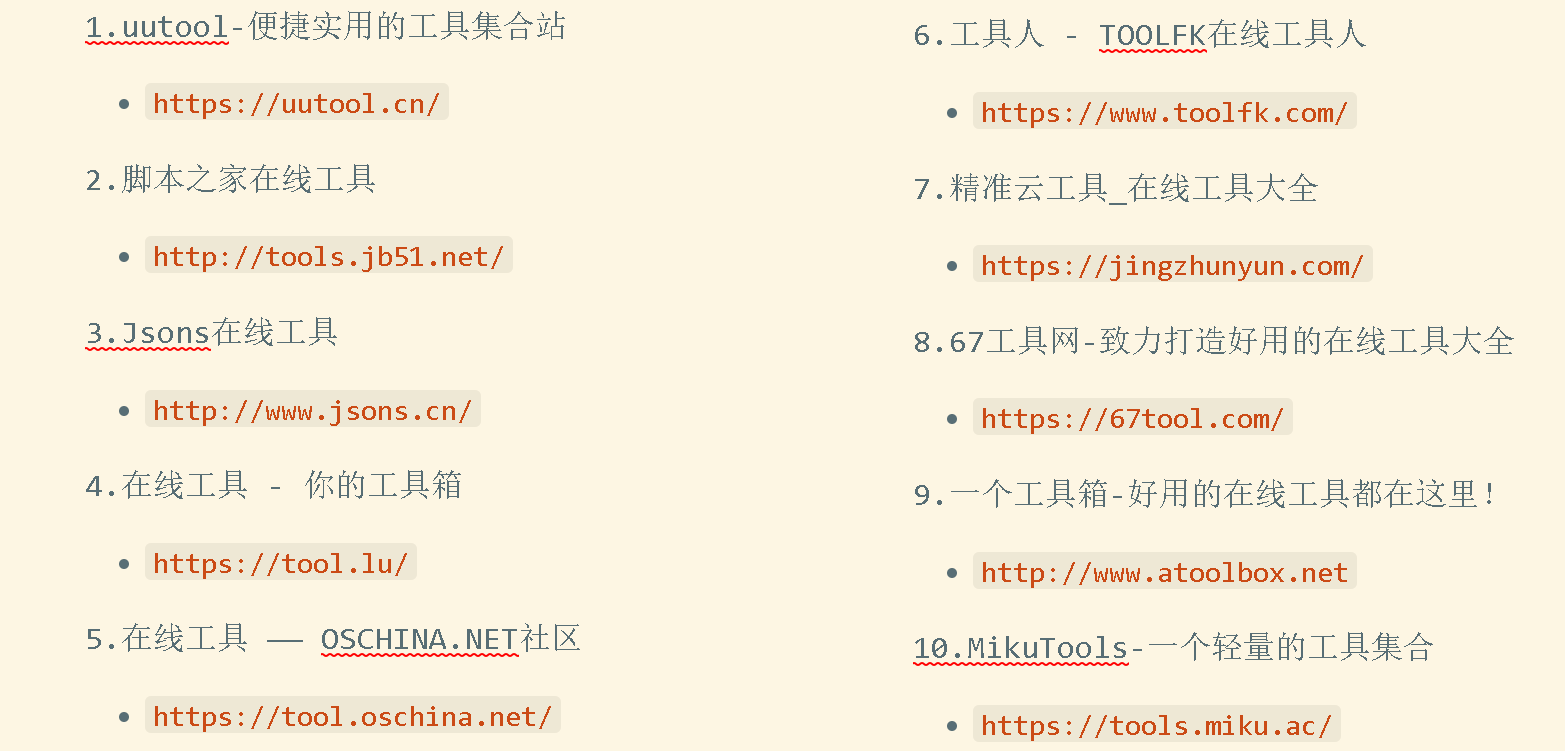 1.uutool-便捷实用的工具集合站
https://uutool.cn/
2.脚本之家在线工具
http://tools.jb51.net/
3.Jsons在线工具
http://www.jsons.cn/
4.在线工具 - 你的工具箱
https://tool.lu/
5.在线工具 —— OSCHINA.NET社区
https://tool.oschina.net/
6.工具人 - TOOLFK在线工具人
https://www.toolfk.com/
7.精准云工具_在线工具大全
https://jingzhunyun.com/
8.67工具网-致力打造好用的在线工具大全
https://67tool.com/
9.一个工具箱-好用的在线工具都在这里!
http://www.atoolbox.net
10.MikuTools-一个轻量的工具集合
https://tools.miku.ac/